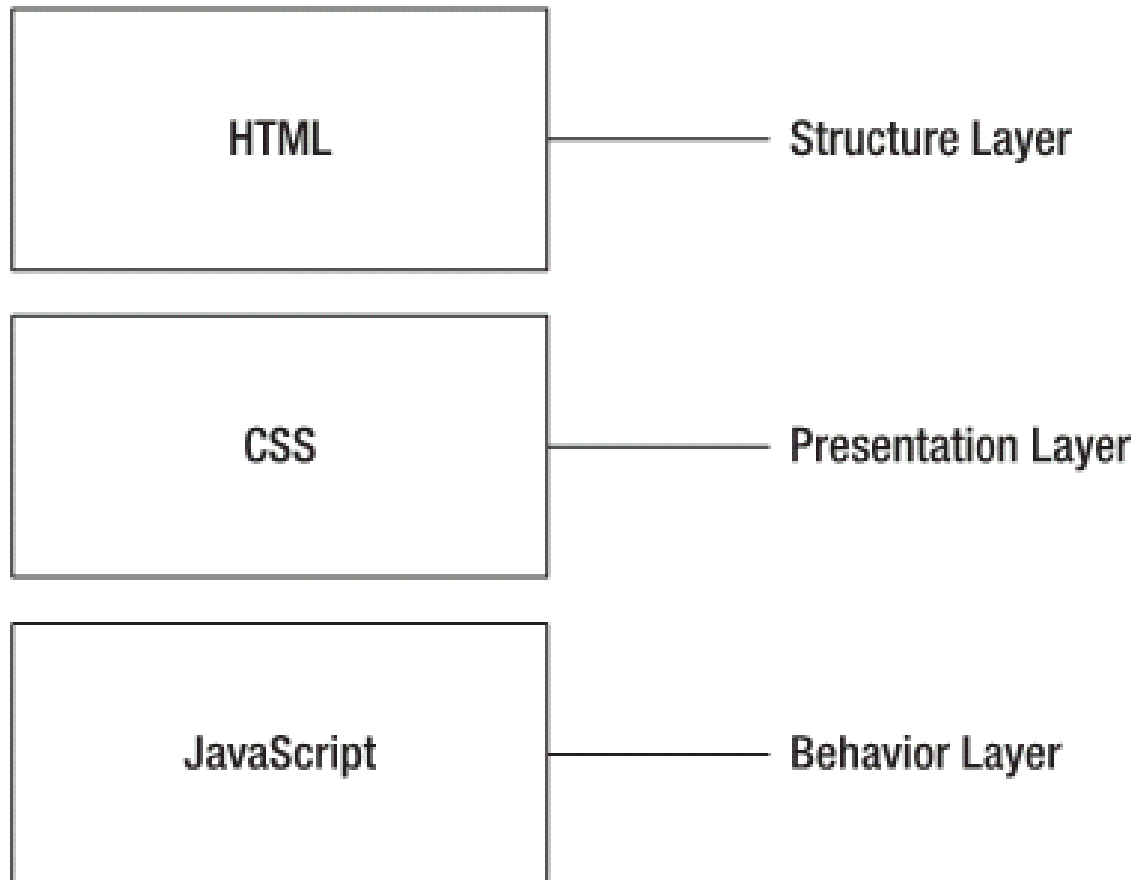 HTML
Structure Layer
CSS
Presentation Layer
JavaScript
Behavior Layer